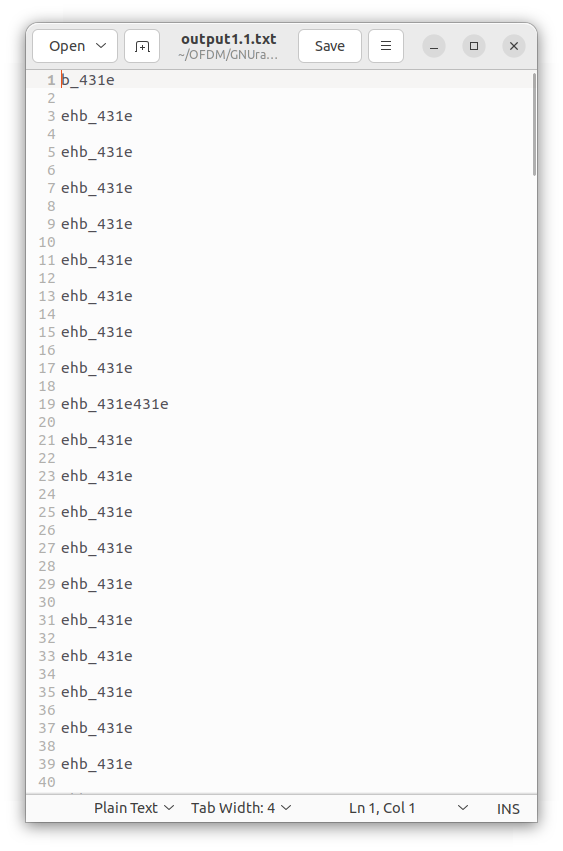 Open
output1.1.txt
~/OFDM/GNUra...
Save
1 b_431e
2
3 ehb_431e
4
5 ehb_431e
6
7 ehb_431e
8
9 ehb_431e
10
11 ehb_431e
12
13 ehb_431e
14
15 ehb_431e
16
17 ehb_431e
18
19 ehb_431e431e
20
21 ehb_431e
22
23 ehb_431e
24
25 ehb_431e
26
27 ehb_431e
28
29 ehb_431e
30
31 ehb_431e
32
33 ehb_431e
34
35 ehb_431e
36
37 ehb_431e
38
39 ehb_431e
40
Plain Text Tab Width: 4 Ln 1, Col 1 INS